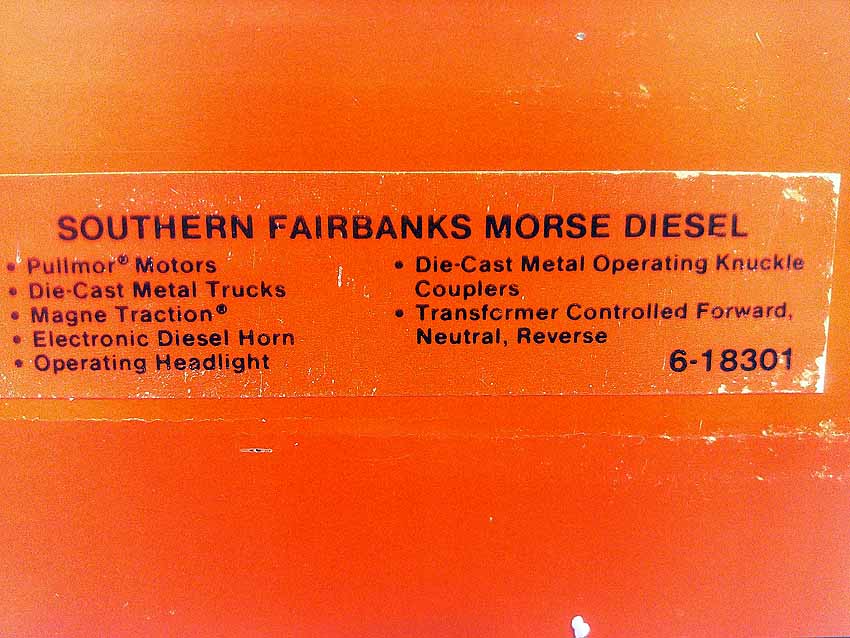 SOUTHERN FAIRBANKS MORSE DIESEL
• Pullmor® Motors
• Die-Cast Metal Trucks
• Magne Traction®
• Electronic Diesel Horn
• Operating Headlight
• Die-Cast Metal Operating Knuckle
Couplers
• Transformer Controlled Forward,
Neutral, Reverse
6-18301